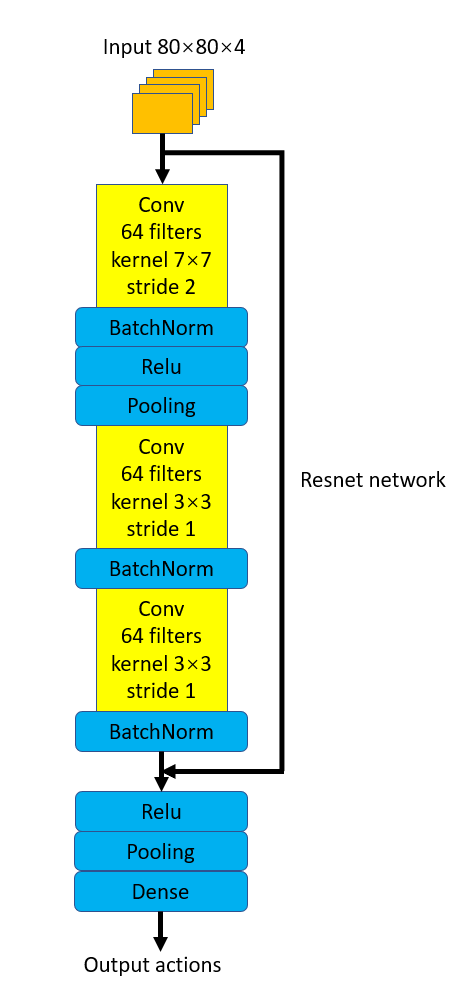 Input 80×80×4
Conv
64 filters
kernel 7×7
stride 2
BatchNorm
Relu
Pooling
Conv
64 filters
kernel 3×3
stride 1
Resnet network
BatchNorm
Conv
64 filters
kernel 3×3
stride 1
BatchNorm
Relu
Pooling
Dense
Output actions